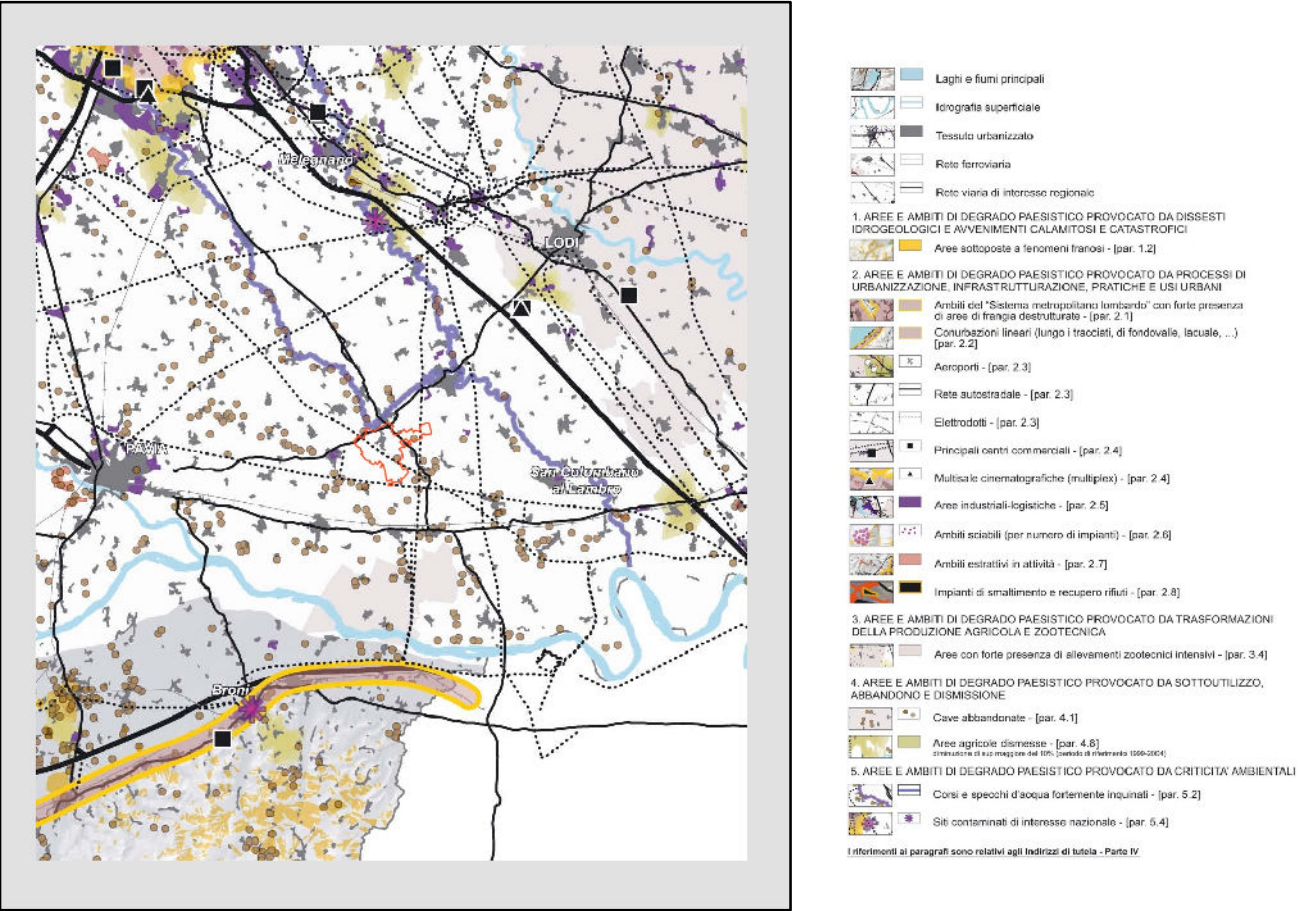 Melegnano
LODI
PAVIA
San Colombano
al Lambro
Broni
Laghi e fiumi principali
Idrografia superficiale
Tessuto urbanizzato
Rete ferroviaria
Rete viaria di interesse regionale
1. AREE E AMBITI DI DEGRADO PAESISTICO PROVOCATO DA DISSESTI
IDROGEOLOGICI E AVVENIMENTI CALAMITOSI E CATASTROFICI
Aree sottoposte a fenomeni franosi - [par. 1.2]
2. AREE E AMBITI DI DEGRADO PAESISTICO PROVOCATO DA PROCESSI DI
URBANIZZAZIONE, INFRASTRUTTURAZIONE, PRATICHE E USI URBANI
Ambiti del "Sistema metropolitano lombardo" con forte presenza
di aree di frangia destrutturate - [par. 2.1]
Conurbazioni lineari (lungo i tracciati, di fondovalle, lacuale, ...)
[par. 2.2]
Aeroporti - [par. 2.3]
Rete autostradale - [par. 2.3]
Elettrodotti - [par. 2.3]
Principali centri commerciali - [par. 2.4]
Multisale cinematografiche (multiplex) - [par. 2.4]
Aree industriali-logistiche - [par. 2.5]
Ambiti sciabili (per numero di impianti) - [par. 2.6]
Ambiti estrattivi in attività - [par. 2.7]
Impianti di smaltimento e recupero rifiuti - [par. 2.8]
3. AREE E AMBITI DI DEGRADO PAESISTICO PROVOCATO DA TRASFORMAZIONI
DELLA PRODUZIONE AGRICOLA E ZOOTECNICA
Aree con forte presenza di allevamenti zootecnici intensivi - [par. 3.4]
4. AREE E AMBITI DI DEGRADO PAESISTICO PROVOCATO DA SOTTOUTILIZZO,
ABBANDONO E DISMISSIONE
Cave abbandonate - [par. 4.1]
Aree agricole dismesse - [par. 4.8]
diminuzione di sup maggiore del 10% (periodo di riferimento 1999-2004)
5. AREE E AMBITI DI DEGRADO PAESISTICO PROVOCATO DA CRITICITA' AMBIENTALI
Corsi e specchi d'acqua fortemente inquinati - [par. 5.2]
Siti contaminati di interesse nazionale - [par. 5.4]
I riferimenti ai paragrafi sono relativi agli Indirizzi di tutela - Parte IV